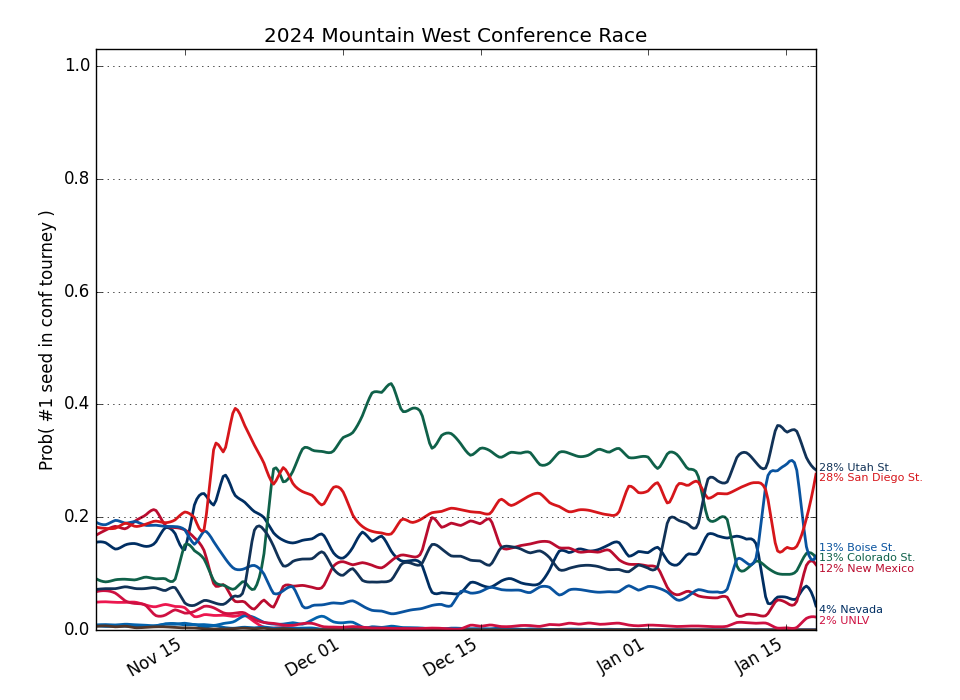 2024 Mountain West Conference Race
Prob( #1 seed in conf tourney )
1.0
0.8
0.6
0.4
0.2
0.0
28% Utah St.
28% San Diego St.
13% Boise St.
13% Colorado St.
12% New Mexico
4% Nevada
2% UNLV
Nov 15
Dec 01
Dec 15
Jan 01
Jan 15